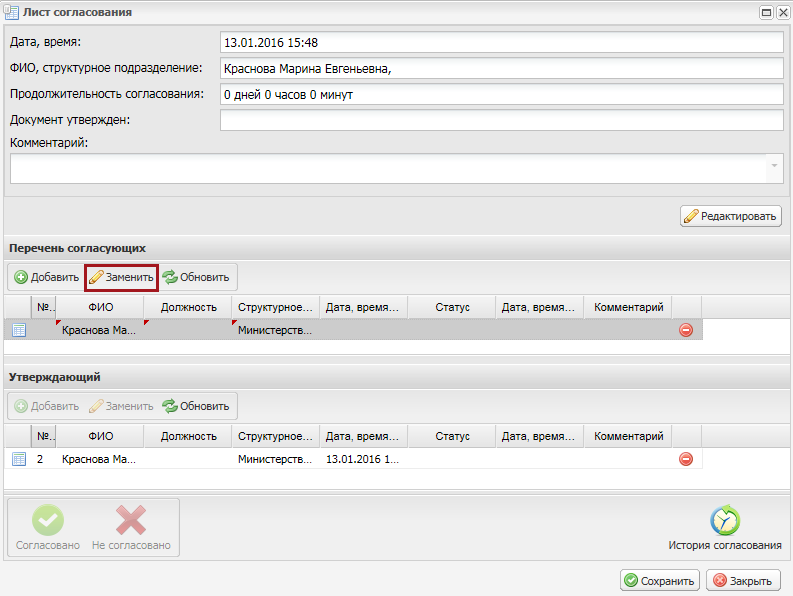 Лист согласования
Дата, время: 13.01.2016 15:48
ФИО, структурное подразделение: Краснова Марина Евгеньевна,
Продолжительность согласования: 0 дней 0 часов 0 минут
Документ утвержден:
Комментарий:
Редактировать
Перечень согласующих
Добавить Заменить Обновить
№.. ФИО Должность Структурное... Дата, время... Статус Дата, время... Комментарий
Краснова Ма... Министерств...
Утверждающий
Добавить Заменить Обновить
№.. ФИО Должность Структурное... Дата, время... Статус Дата, время... Комментарий
2 Краснова Ма... Министерств... 13.01.2016 1...
Согласовано Не согласовано История согласования
Сохранить Закрыть